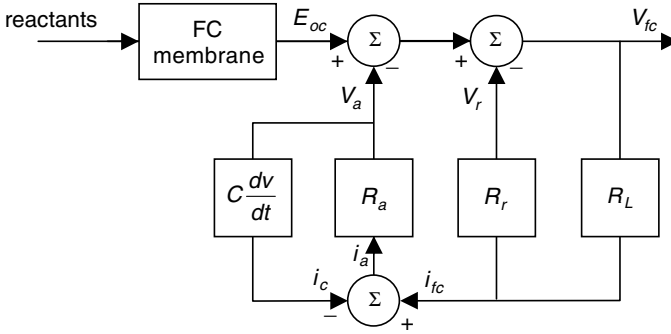 reactants
FC
membrane
E_oc
Σ
Σ
V_fc
+
−
+
−
V_a
V_r
C dv/dt
R_a
R_r
R_L
i_a
i_c
Σ
i_fc
−
+